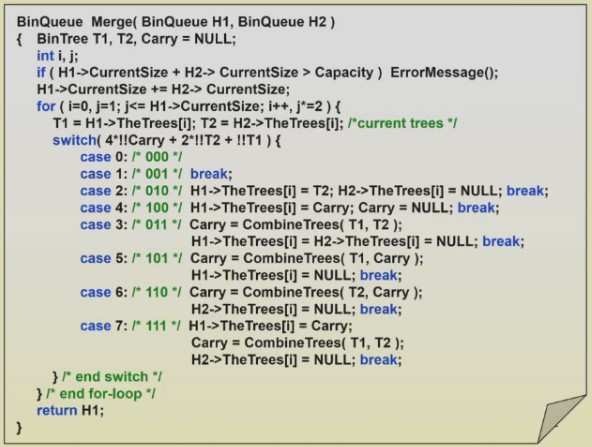 BinQueue Merge( BinQueue H1, BinQueue H2 )
{ BinTree T1, T2, Carry = NULL;
int i, j;
if ( H1->CurrentSize + H2-> CurrentSize > Capacity ) ErrorMessage();
H1->CurrentSize += H2-> CurrentSize;
for ( i=0, j=1; j<= H1->CurrentSize; i++, j*=2 ) {
T1 = H1->TheTrees[i]; T2 = H2->TheTrees[i]; /*current trees */
switch( 4*!!Carry + 2*!!T2 + !!T1 ) {
case 0: /* 000 */
case 1: /* 001 */ break;
case 2: /* 010 */ H1->TheTrees[i] = T2; H2->TheTrees[i] = NULL; break;
case 4: /* 100 */ H1->TheTrees[i] = Carry; Carry = NULL; break;
case 3: /* 011 */ Carry = CombineTrees( T1, T2 );
H1->TheTrees[i] = H2->TheTrees[i] = NULL; break;
case 5: /* 101 */ Carry = CombineTrees( T1, Carry );
H1->TheTrees[i] = NULL; break;
case 6: /* 110 */ Carry = CombineTrees( T2, Carry );
H2->TheTrees[i] = NULL; break;
case 7: /* 111 */ H1->TheTrees[i] = Carry;
Carry = CombineTrees( T1, T2 );
H2->TheTrees[i] = NULL; break;
} /* end switch */
} /* end for-loop */
return H1;
}